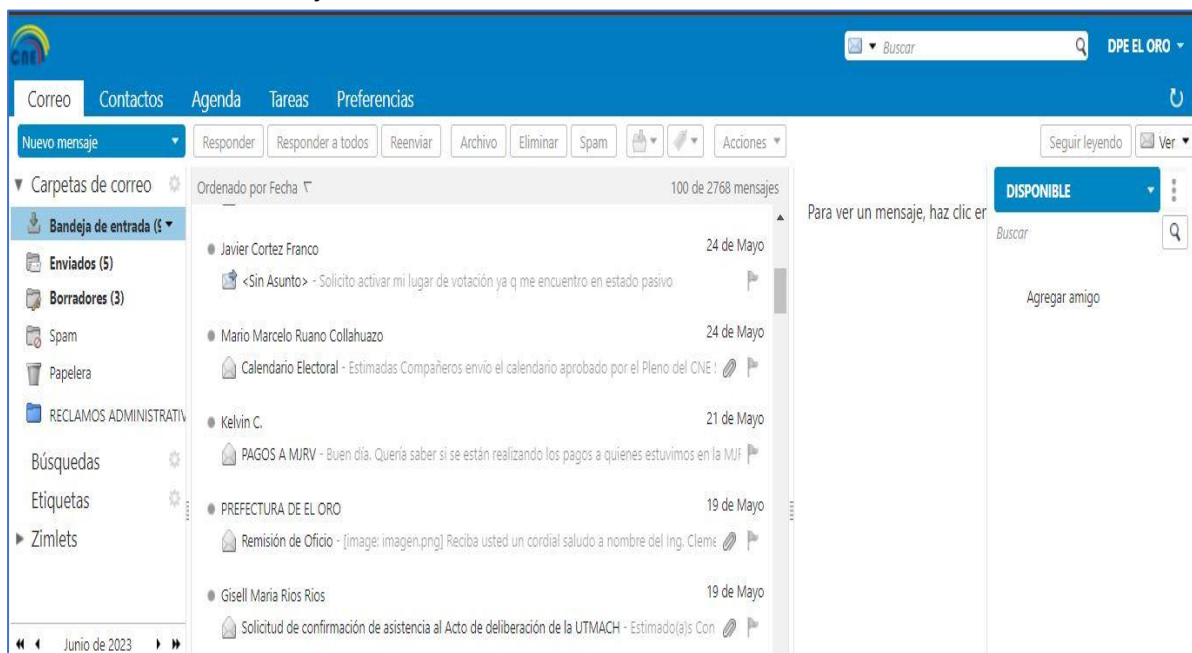 CNE
Buscar
DPE EL ORO
Correo Contactos Agenda Tareas Preferencias
Nuevo mensaje Responder Responder a todos Reenviar Archivo Eliminar Spam Acciones Seguir leyendo Ver
Carpetas de correo
Bandeja de entrada (9
Enviados (5)
Borradores (3)
Spam
Papelera
RECLAMOS ADMINISTRATIV
Búsquedas
Etiquetas
Zimlets
Junio de 2023
Ordenado por Fecha 100 de 2768 mensajes
Javier Cortez Franco 24 de Mayo
<Sin Asunto> - Solicito activar mi lugar de votación ya q me encuentro en estado pasivo
Mario Marcelo Ruano Collahuazo 24 de Mayo
Calendario Electoral - Estimadas Compañeros envío el calendario aprobado por el Pleno del CNE
Kelvin C. 21 de Mayo
PAGOS A MJRV - Buen día. Quería saber si se están realizando los pagos a quienes estuvimos en la MJR
PREFECTURA DE EL ORO 19 de Mayo
Remisión de Oficio - [image: imagen.png] Reciba usted un cordial saludo a nombre del Ing. Cleme
Gisell Maria Rios Rios 19 de Mayo
Solicitud de confirmación de asistencia al Acto de deliberación de la UTMACH - Estimado(a)s Con
Para ver un mensaje, haz clic en
DISPONIBLE
Buscar
Agregar amigo